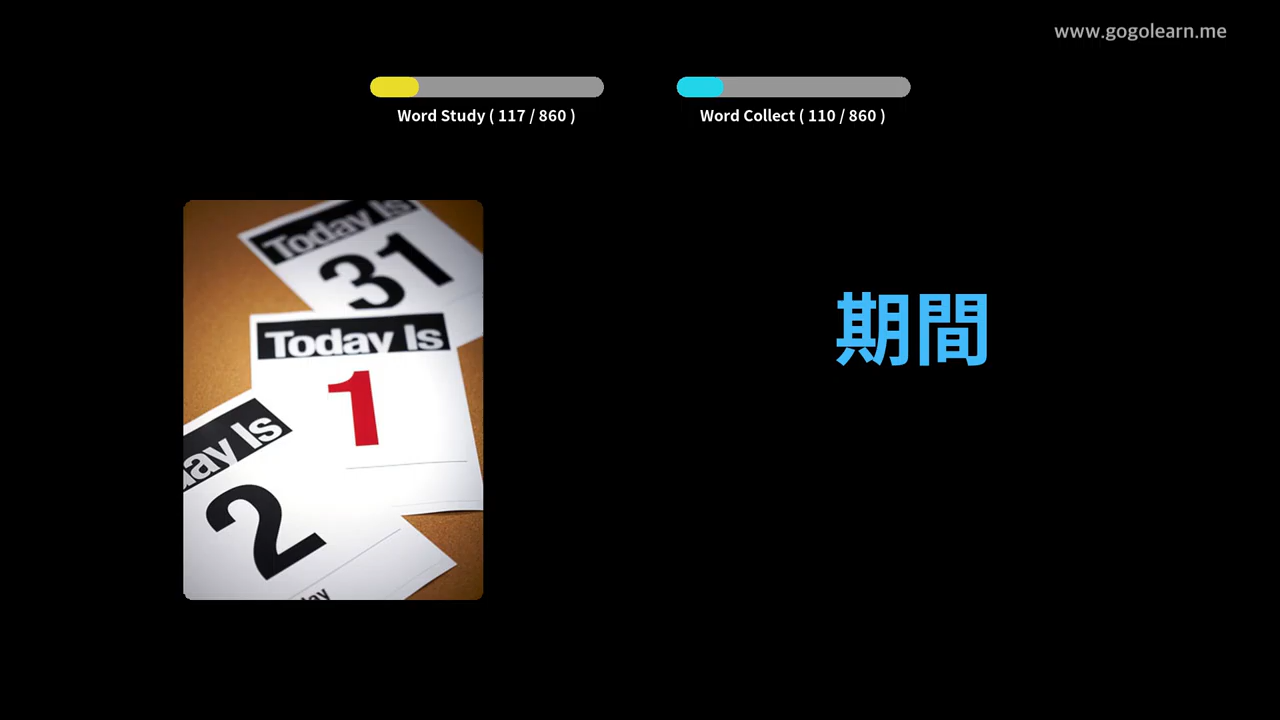 www.gogolearn.me
Word Study ( 117 / 860 )
Word Collect ( 110 / 860 )
Today Is
31
Today Is
1
ay Is
2
期間